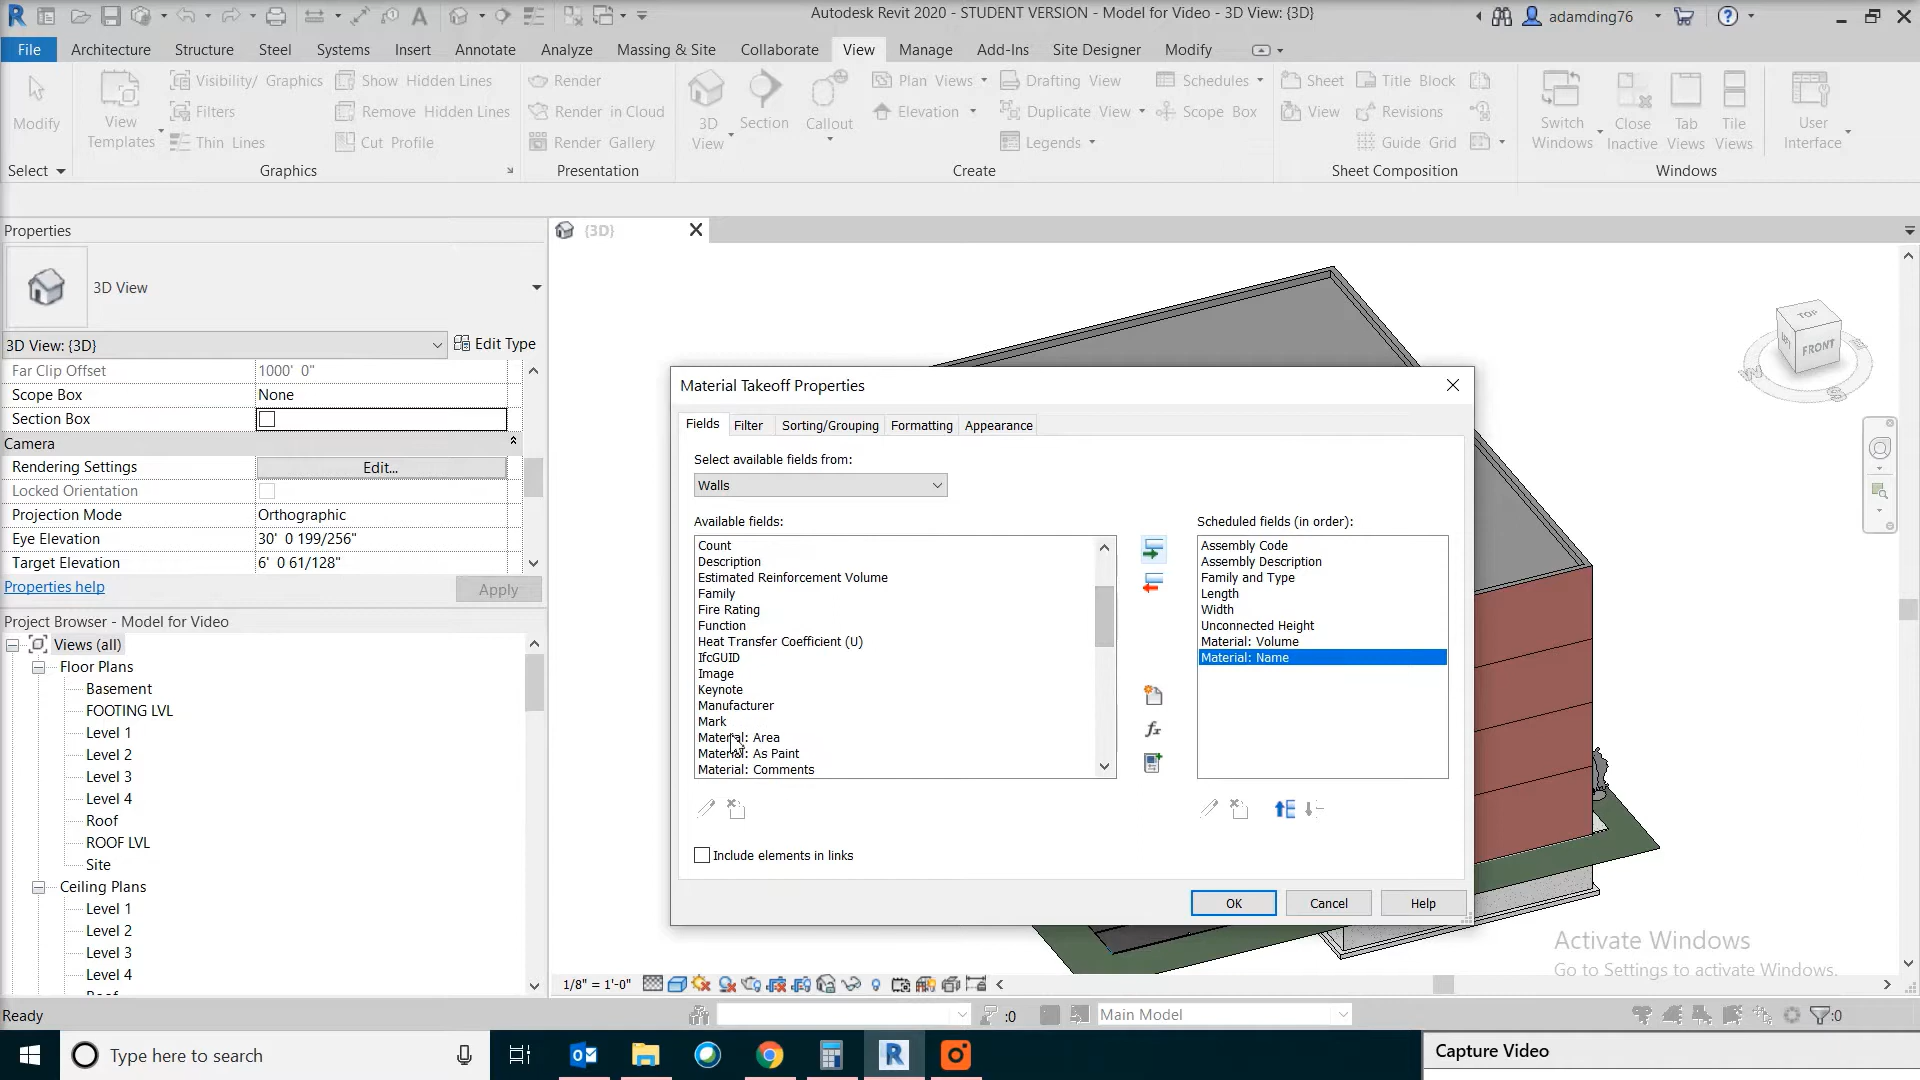 Autodesk Revit 2020 - STUDENT VERSION - Model for Video - 3D View: {3D}
adamding76
File Architecture Structure Steel Systems Insert Annotate Analyze Massing & Site Collaborate View Manage Add-Ins Site Designer Modify
Modify
View Templates
Visibility/ Graphics
Filters
Thin Lines
Show Hidden Lines
Remove Hidden Lines
Cut Profile
Render
Render in Cloud
Render Gallery
3D View
Section
Callout
Plan Views
Elevation
Drafting View
Duplicate View
Legends
Schedules
Scope Box
Sheet
View
Title Block
Revisions
Guide Grid
Switch Windows
Close Inactive
Tab Views
Tile Views
User Interface
Select Graphics Presentation Create Sheet Composition Windows
Properties
3D View
3D View: {3D} Edit Type
Far Clip Offset 1000' 0"
Scope Box None
Section Box
Camera
Rendering Settings Edit...
Locked Orientation
Projection Mode Orthographic
Eye Elevation 30' 0 199/256"
Target Elevation 6' 0 61/128"
Properties help Apply
Project Browser - Model for Video
Views (all)
Floor Plans
Basement
FOOTING LVL
Level 1
Level 2
Level 3
Level 4
Roof
ROOF LVL
Site
Ceiling Plans
Level 1
Level 2
Level 3
Level 4
{3D}
TOP
FRONT
Material Takeoff Properties
Fields Filter Sorting/Grouping Formatting Appearance
Select available fields from:
Walls
Available fields:
Count
Description
Estimated Reinforcement Volume
Family
Fire Rating
Function
Heat Transfer Coefficient (U)
IfcGUID
Image
Keynote
Manufacturer
Mark
Material: Area
Material: As Paint
Material: Comments
Scheduled fields (in order):
Assembly Code
Assembly Description
Family and Type
Length
Width
Unconnected Height
Material: Volume
Material: Name
Include elements in links
OK Cancel Help
Activate Windows
Go to Settings to activate Windows.
1/8" = 1'-0"
Ready
:0
Main Model
:0
Type here to search
Capture Video